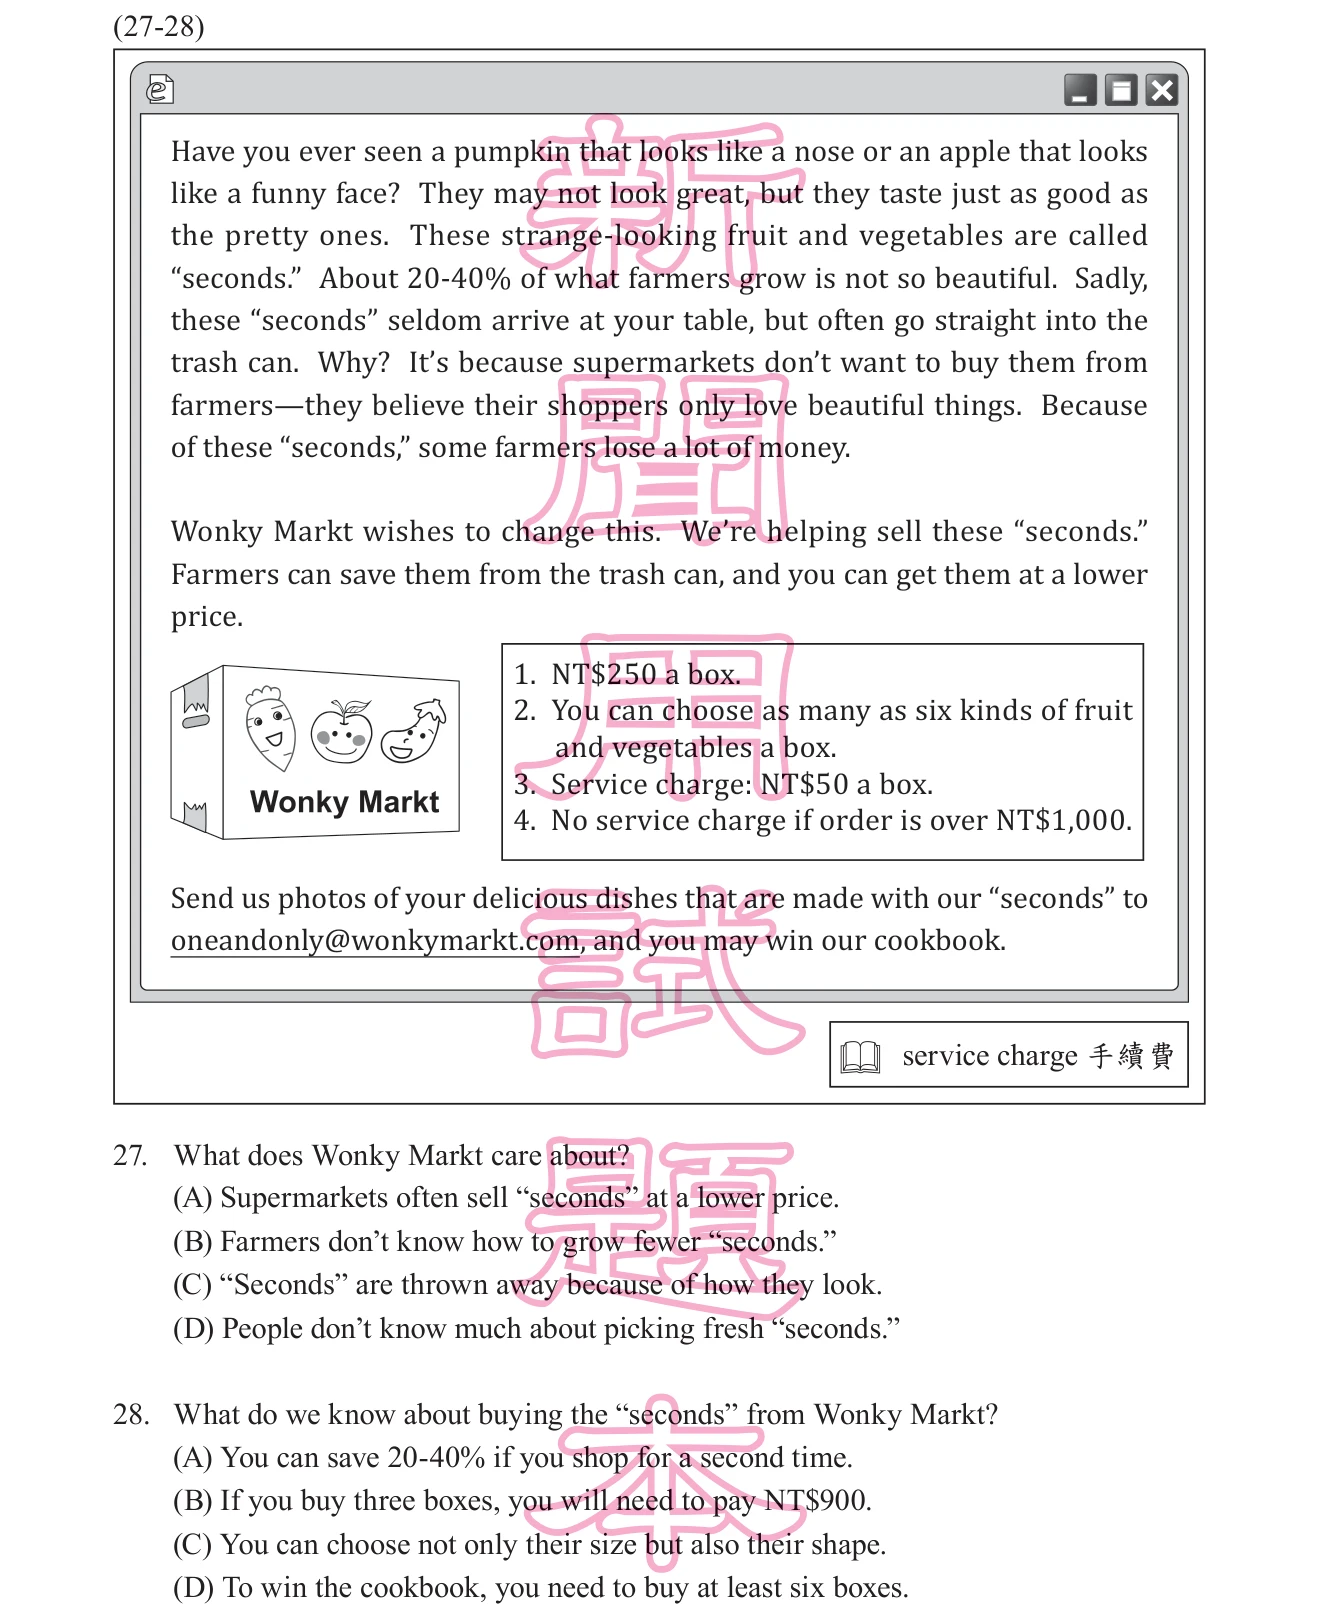 (27-28)
Have you ever seen a pumpkin that looks like a nose or an apple that looks
like a funny face? They may not look great, but they taste just as good as
the pretty ones. These strange-looking fruit and vegetables are called
“seconds.” About 20-40% of what farmers grow is not so beautiful. Sadly,
these “seconds” seldom arrive at your table, but often go straight into the
trash can. Why? It’s because supermarkets don’t want to buy them from
farmers—they believe their shoppers only love beautiful things. Because
of these “seconds,” some farmers lose a lot of money.
Wonky Markt wishes to change this. We’re helping sell these “seconds.”
Farmers can save them from the trash can, and you can get them at a lower
price.
Wonky Markt
1. NT$250 a box.
2. You can choose as many as six kinds of fruit
and vegetables a box.
3. Service charge: NT$50 a box.
4. No service charge if order is over NT$1,000.
Send us photos of your delicious dishes that are made with our “seconds” to
oneandonly@wonkymarkt.com, and you may win our cookbook.
service charge 手續費
27. What does Wonky Markt care about?
(A) Supermarkets often sell “seconds” at a lower price.
(B) Farmers don’t know how to grow fewer “seconds.”
(C) “Seconds” are thrown away because of how they look.
(D) People don’t know much about picking fresh “seconds.”
28. What do we know about buying the “seconds” from Wonky Markt?
(A) You can save 20-40% if you shop for a second time.
(B) If you buy three boxes, you will need to pay NT$900.
(C) You can choose not only their size but also their shape.
(D) To win the cookbook, you need to buy at least six boxes.
新聞用試題本